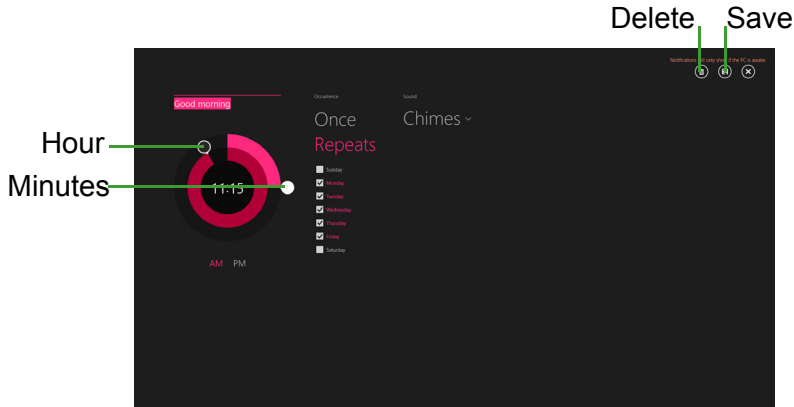 Delete Save
Notifications will only show if the PC is awake.
Good morning
Occurrence
Sound
Once
Chimes
Repeats
Hour
Minutes
11:15
Sunday
Monday
Tuesday
Wednesday
Thursday
Friday
Saturday
AM PM